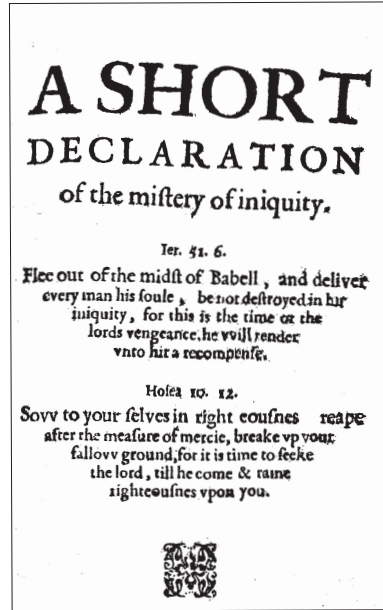 A SHORT
DECLARATION
of the miſtery of iniquity.
Ier. 51. 6.
Flee out of the midſt of Babell, and deliver
every man his ſoule, be not deſtroyed in hir
iniquity, for this is the time of the
lords vengeance. he vvill render
vnto hir a recompenſe.
Hoſea 10. 12.
Sovv to your ſelves in right eouſnes reape
after the meaſure of mercie, breake vp your
fallovv ground, for it is time to ſeeke
the lord, till he come & raine
righteouſnes vpon you.